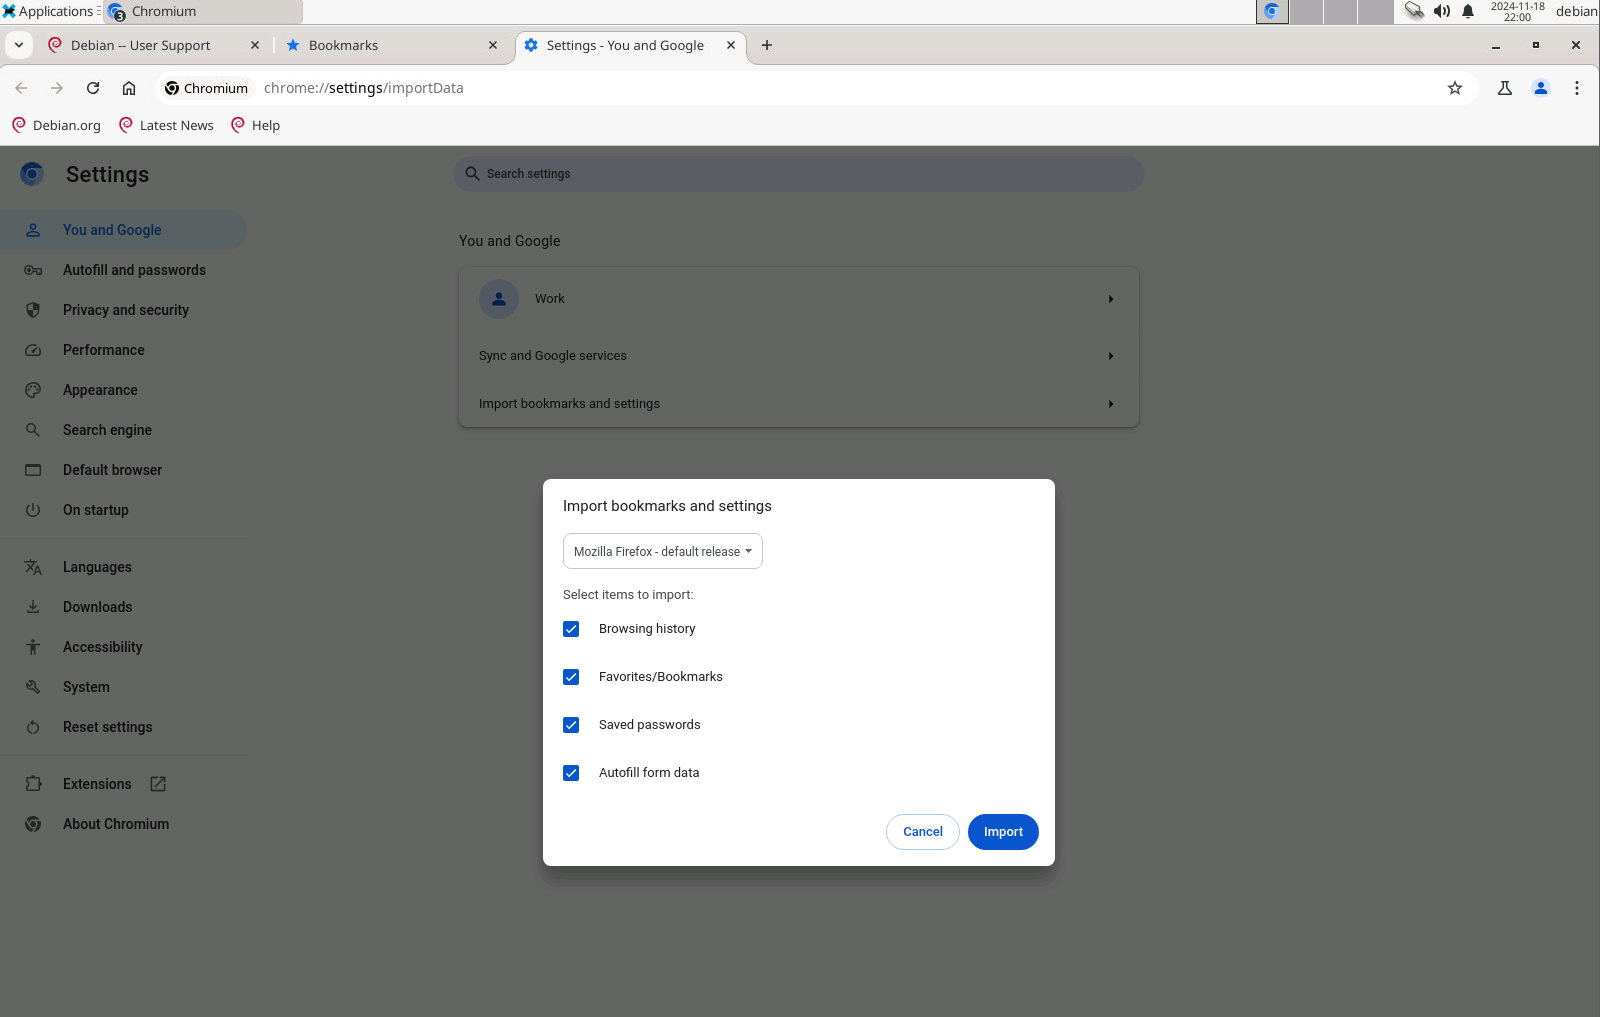 Applications
3
Chromium
2024-11-18
22:00
debian
Debian -- User Support
Bookmarks
Settings - You and Google
Chromium
chrome://settings/importData
Debian.org
Latest News
Help
Settings
Search settings
You and Google
Autofill and passwords
Privacy and security
Performance
Appearance
Search engine
Default browser
On startup
Languages
Downloads
Accessibility
System
Reset settings
Extensions
About Chromium
You and Google
Work
Sync and Google services
Import bookmarks and settings
Import bookmarks and settings
Mozilla Firefox - default release
Select items to import:
Browsing history
Favorites/Bookmarks
Saved passwords
Autofill form data
Cancel
Import